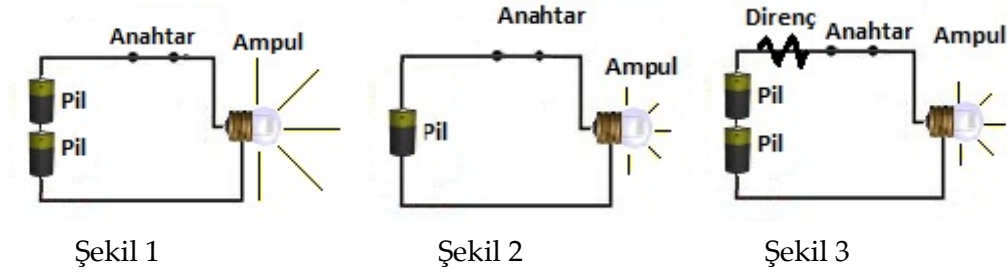 Anahtar Ampul
Pil
Pil
Şekil 1
Anahtar
Ampul
Pil
Şekil 2
Direnç
Anahtar Ampul
Pil
Pil
Şekil 3